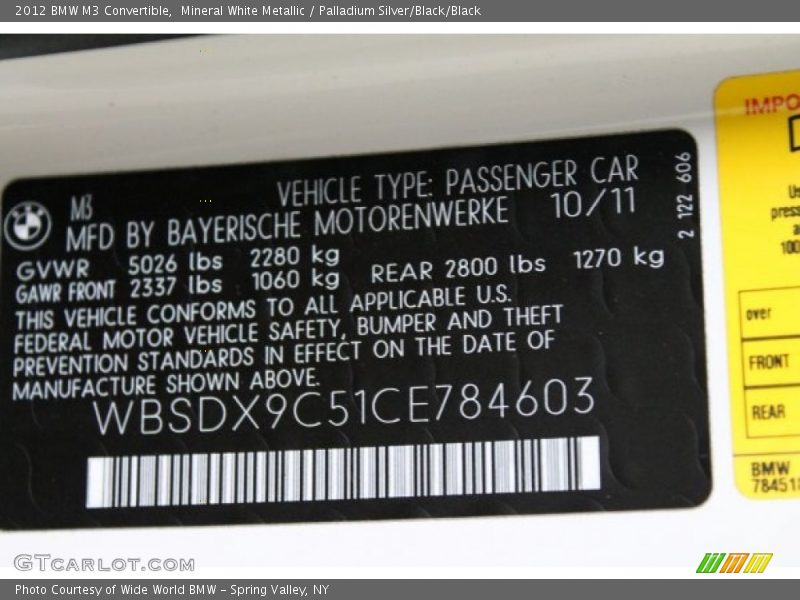 2012 BMW M3 Convertible,  Mineral White Metallic / Palladium Silver/Black/Black
M3
VEHICLE TYPE: PASSENGER CAR
MFD BY BAYERISCHE MOTORENWERKE 10/11
2 122 606
GVWR 5026 lbs 2280 kg
GAWR FRONT 2337 lbs 1060 kg REAR 2800 lbs 1270 kg
THIS VEHICLE CONFORMS TO ALL APPLICABLE U.S.
FEDERAL MOTOR VEHICLE SAFETY, BUMPER AND THEFT
PREVENTION STANDARDS IN EFFECT ON THE DATE OF
MANUFACTURE SHOWN ABOVE.
WBSDX9C51CE784603
IMPO
Us
press
a
100
over
FRONT
REAR
BMW
784518
GTCARLOT.COM
Photo Courtesy of Wide World BMW - Spring Valley, NY